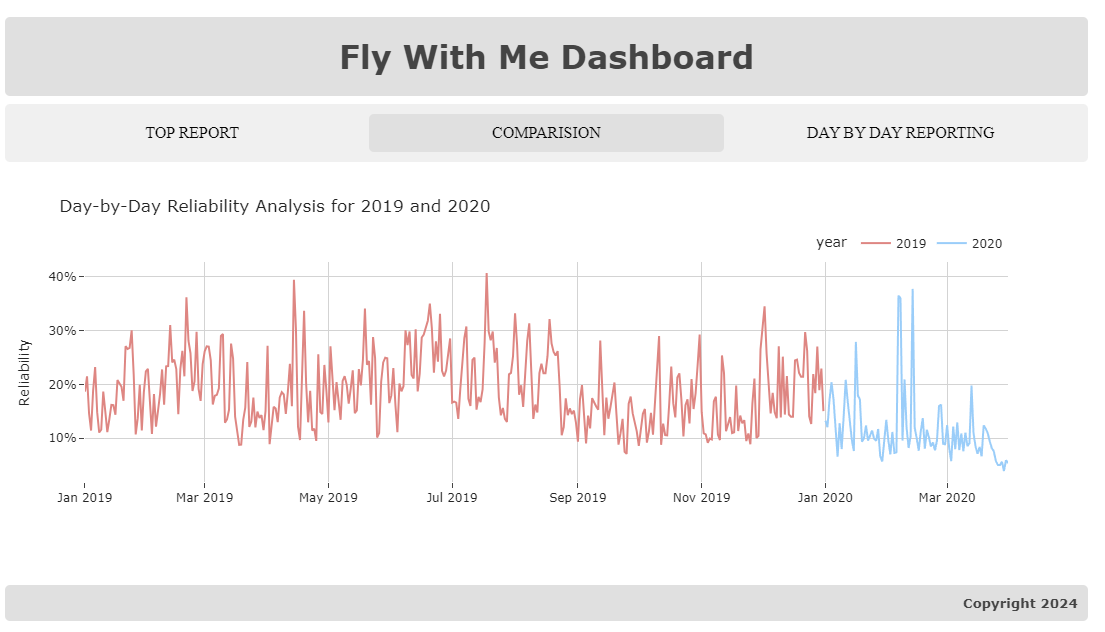 Fly With Me Dashboard
TOP REPORT COMPARISION DAY BY DAY REPORTING
Day-by-Day Reliability Analysis for 2019 and 2020
year 2019 2020
40%
30%
20%
10%
Reliability
Jan 2019 Mar 2019 May 2019 Jul 2019 Sep 2019 Nov 2019 Jan 2020 Mar 2020
Copyright 2024